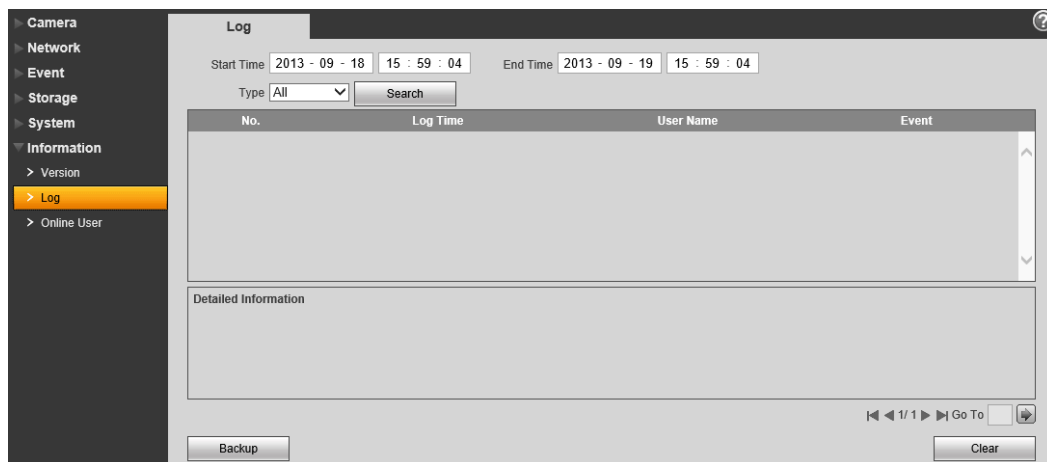 Camera
Network
Event
Storage
System
Information
> Version
> Log
> Online User
Log
?
Start Time 2013 - 09 - 18 15 : 59 : 04 End Time 2013 - 09 - 19 15 : 59 : 04
Type All Search
No. Log Time User Name Event
Detailed Information
1/ 1 Go To
Backup Clear